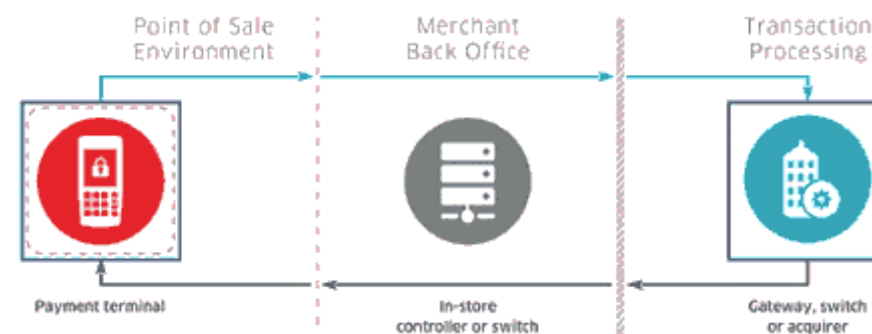 Point of Sale
Environment
Merchant
Back Office
Transaction
Processing
Payment terminal
In-store
controller or switch
Gateway, switch
or acquirer